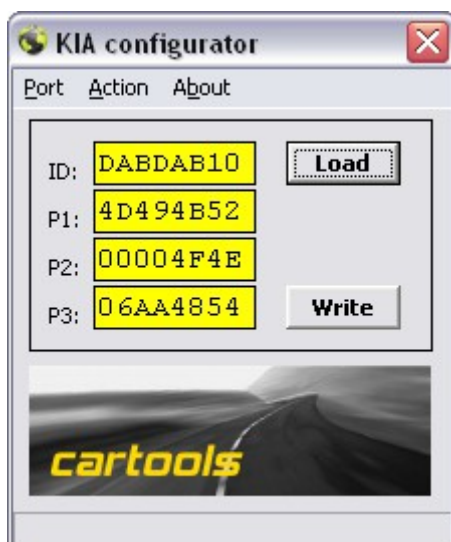 KIA configurator
Port Action About
ID: DABDAB10 Load
P1: 4D494B52
P2: 00004F4E
P3: 06AA4854 Write
cartools